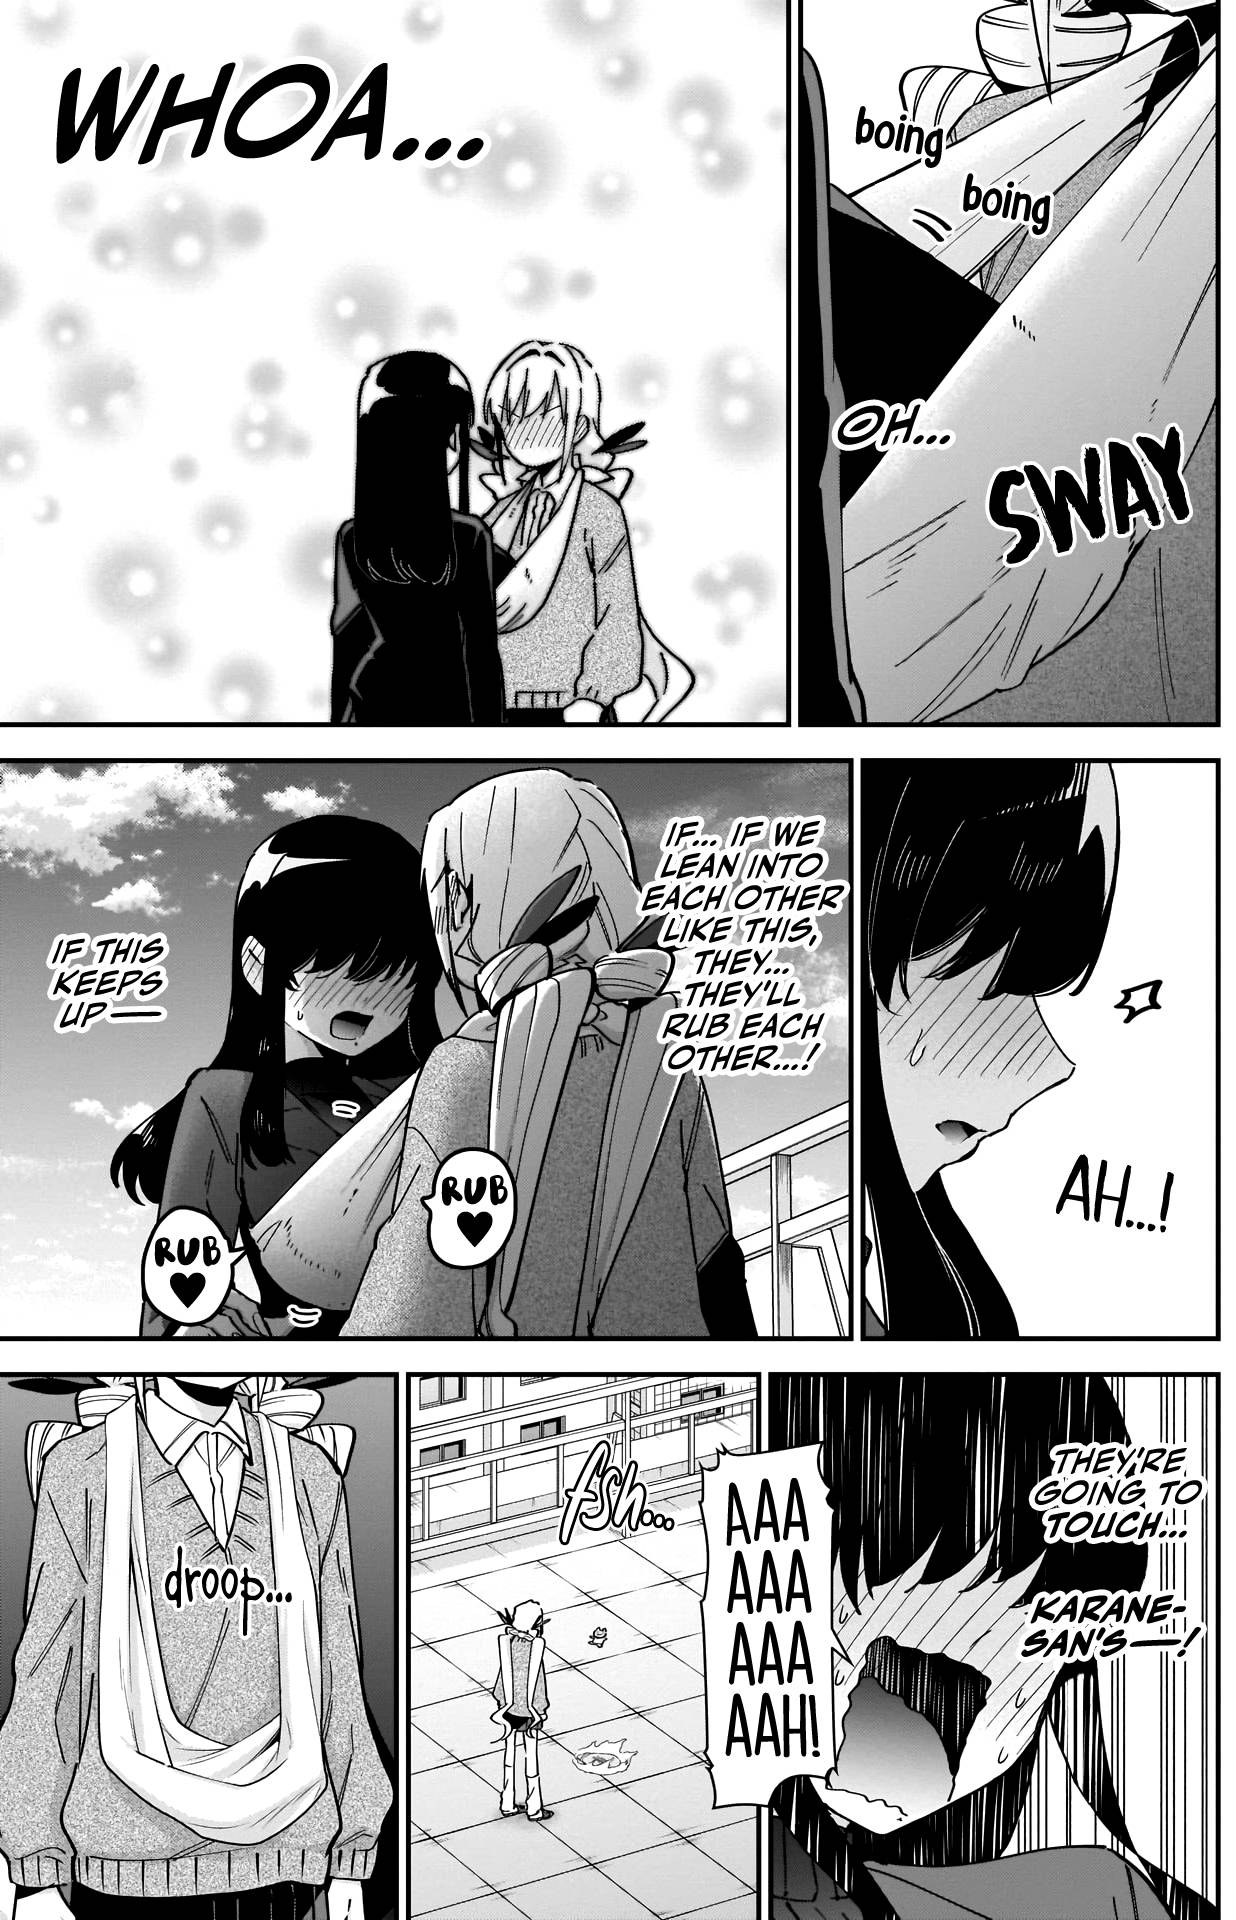 boing
boing
OH...
SWAY
WHOA...
AH...!
IF... IF WE
LEAN INTO
EACH OTHER
LIKE THIS,
THEY...
THEY'LL
RUB EACH
OTHER...!
RUB
♥
IF THIS
KEEPS
UP—
RUB
♥
THEY'RE
GOING TO
TOUCH...
KARANE-
SAN'S—!
AAA
AAA
AAA
AAH!
fsh...
droop...